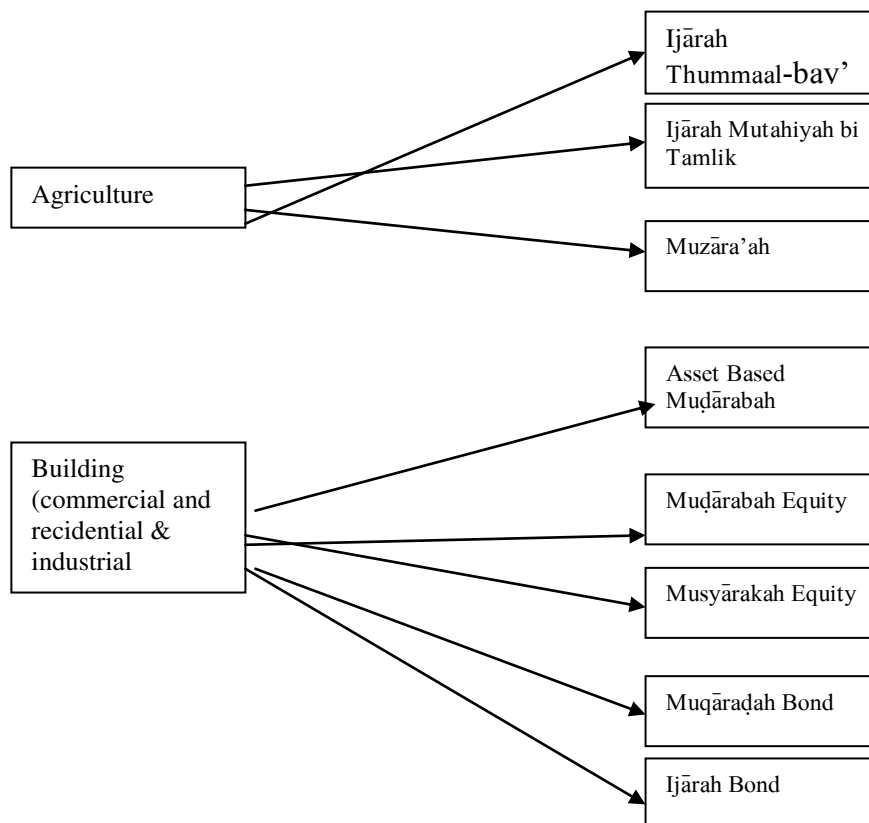 Ijārah
Thummaal-bav’
Ijārah Mutahiyah bi
Tamlik
Agriculture
Muzāra’ah
Asset Based
Muḍārabah
Building
(commercial and
recidential &
industrial
Muḍārabah Equity
Musyārakah Equity
Muqāraḍah Bond
Ijārah Bond